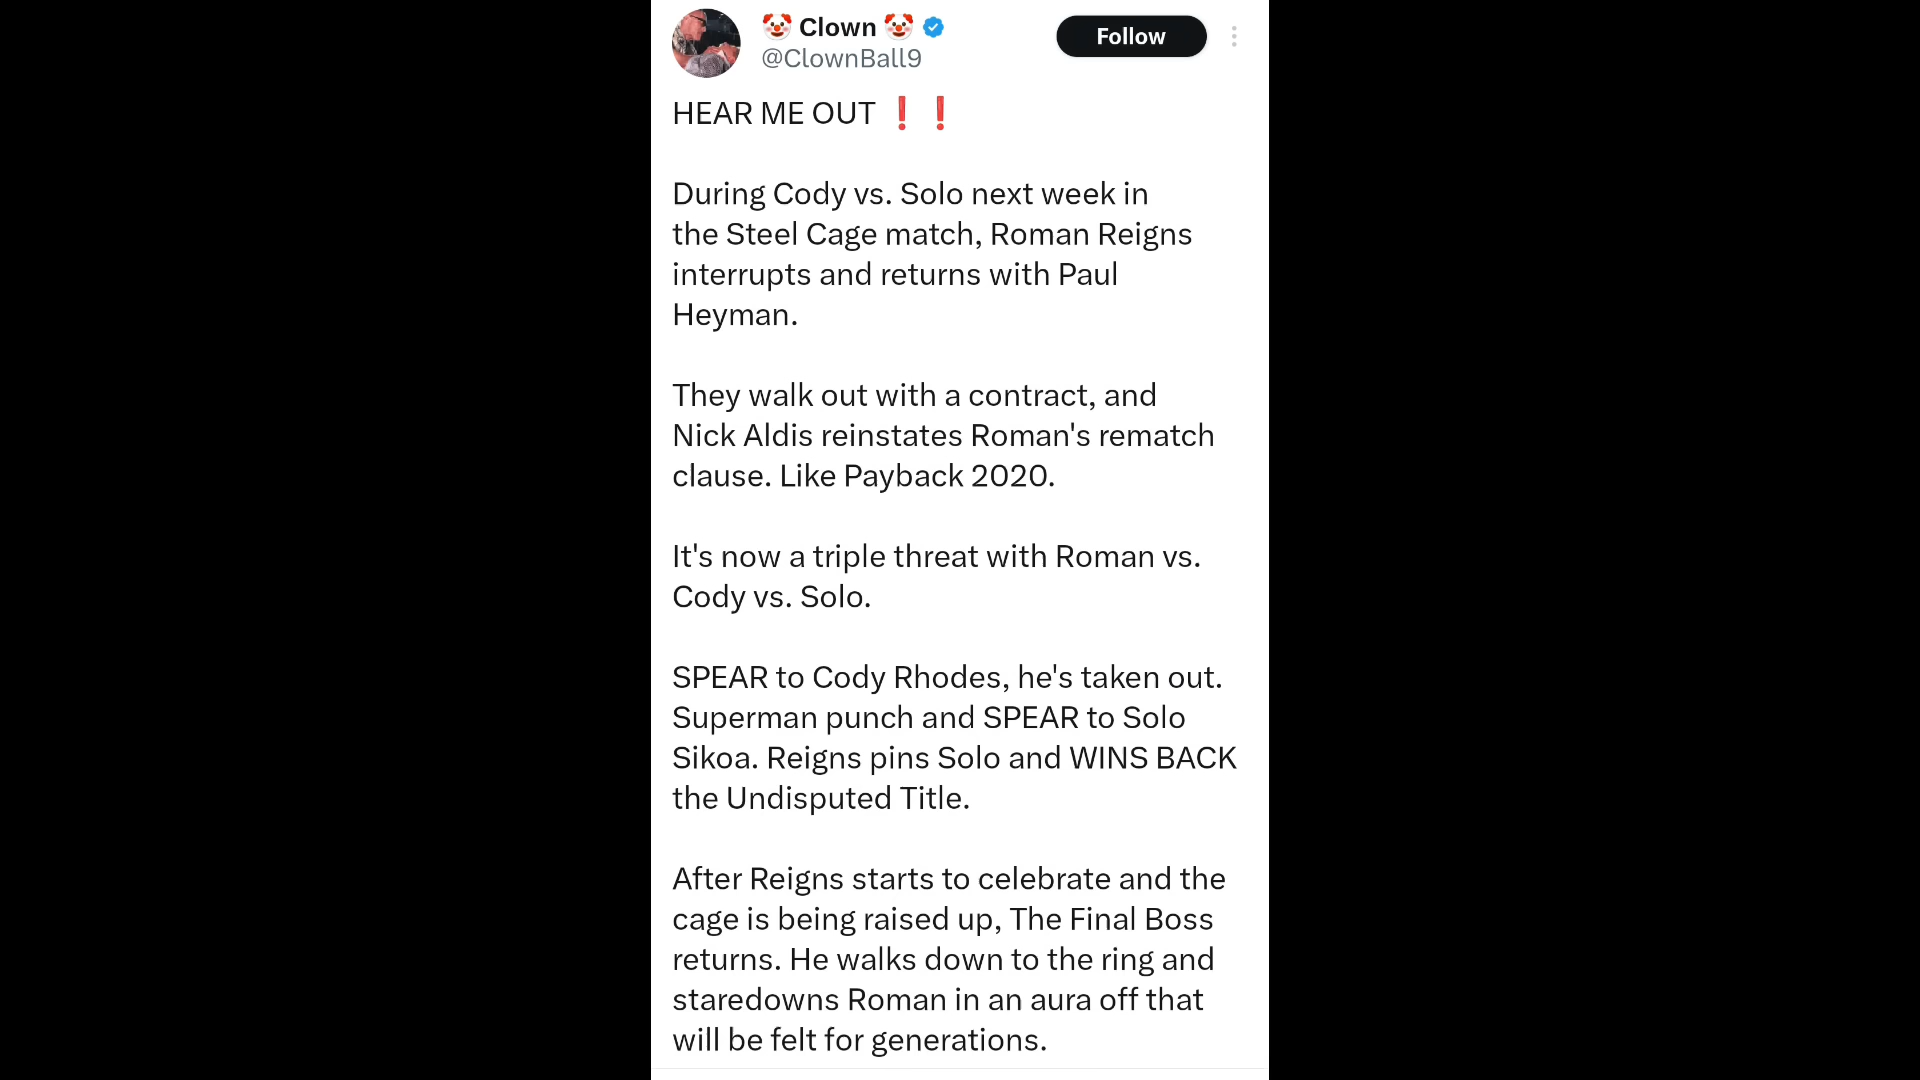 🤡 Clown 🤡
@ClownBall9
Follow
HEAR ME OUT ❗❗
During Cody vs. Solo next week in
the Steel Cage match, Roman Reigns
interrupts and returns with Paul
Heyman.
They walk out with a contract, and
Nick Aldis reinstates Roman's rematch
clause. Like Payback 2020.
It's now a triple threat with Roman vs.
Cody vs. Solo.
SPEAR to Cody Rhodes, he's taken out.
Superman punch and SPEAR to Solo
Sikoa. Reigns pins Solo and WINS BACK
the Undisputed Title.
After Reigns starts to celebrate and the
cage is being raised up, The Final Boss
returns. He walks down to the ring and
staredowns Roman in an aura off that
will be felt for generations.